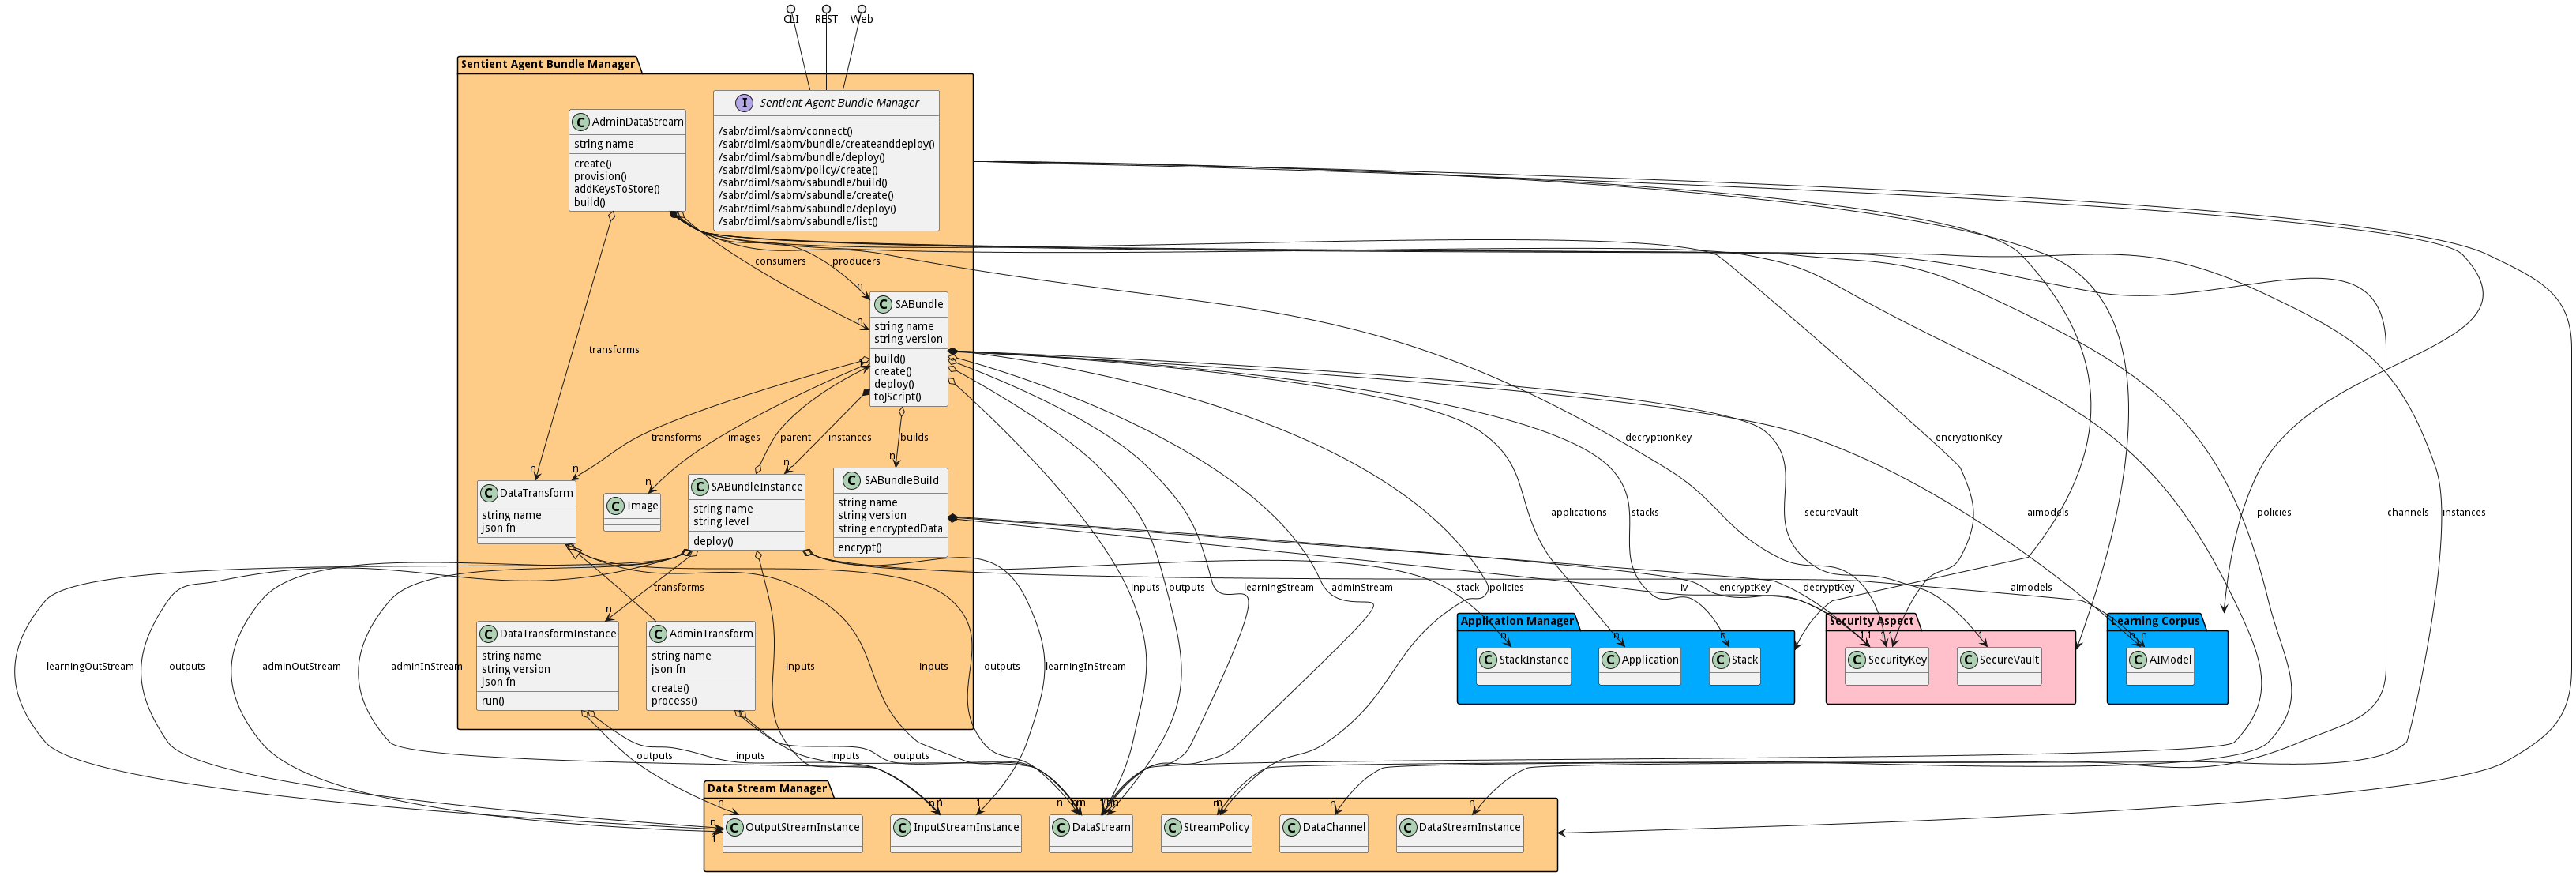 CLI
REST
Web
Sentient Agent Bundle Manager
I
Sentient Agent Bundle Manager
/sabr/diml/sabm/connect()
/sabr/diml/sabm/bundle/createanddeploy()
/sabr/diml/sabm/bundle/deploy()
/sabr/diml/sabm/policy/create()
/sabr/diml/sabm/sabundle/build()
/sabr/diml/sabm/sabundle/create()
/sabr/diml/sabm/sabundle/deploy()
/sabr/diml/sabm/sabundle/list()
C
AdminDataStream
string name
create()
provision()
addKeysToStore()
build()
consumers
producers
n
n
C
SABundle
string name
string version
build()
create()
deploy()
toJScript()
transforms
transforms
images
parent
instances
builds
decryptionKey
encryptionKey
n
n
n
n
n
C
DataTransform
string name
json fn
C
Image
C
SABundleInstance
string name
string level
deploy()
C
SABundleBuild
string name
string version
string encryptedData
encrypt()
applications
stacks
secureVault
aimodels
policies
channels
instances
transforms
inputs
outputs
learningStream
adminStream
stack
policies
iv
encryptKey
decryptKey
aimodels
n
C
DataTransformInstance
string name
string version
json fn
run()
C
AdminTransform
string name
json fn
create()
process()
learningOutStream
outputs
adminOutStream
adminInStream
inputs
inputs
outputs
learningInStream
Application Manager
n
n
n
C
StackInstance
C
Application
C
Stack
Security Aspect
1
1
1
C
SecurityKey
C
SecureVault
Learning Corpus
n
n
C
AIModel
outputs
inputs
inputs
outputs
Data Stream Manager
n
n
1
C
OutputStreamInstance
n
1
C
InputStreamInstance
n
n
C
DataStream
n
C
StreamPolicy
n
C
DataChannel
n
C
DataStreamInstance